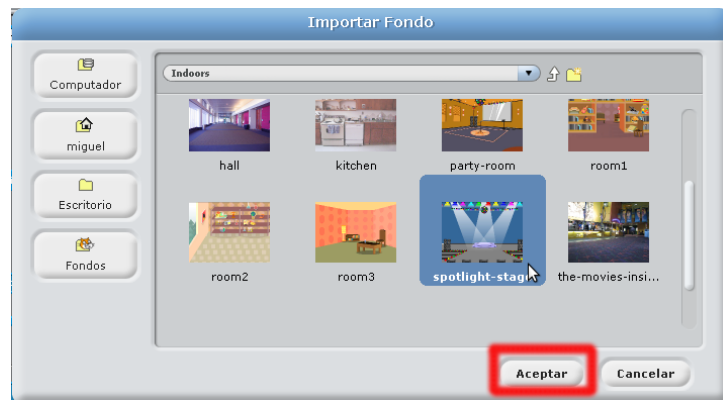 Importar Fondo
Computador
miguel
Escritorio
Fondos
Indoors
hall kitchen party-room room1
room2 room3 spotlight-stage the-movies-insi...
Aceptar Cancelar